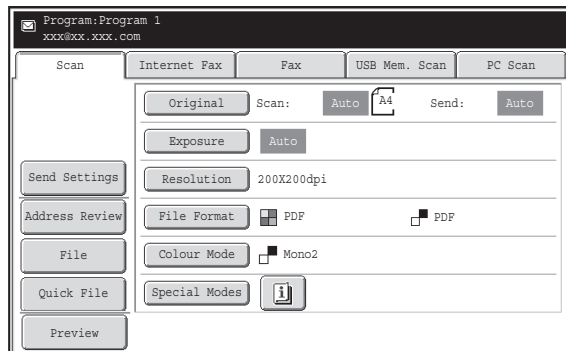 Program:Program 1
xxx@xx.xxx.com
Scan Internet Fax Fax USB Mem. Scan PC Scan
Original Scan: Auto A4 Send: Auto
Exposure Auto
Send Settings Resolution 200X200dpi
Address Review File Format PDF PDF
File Colour Mode Mono2
Quick File Special Modes
Preview